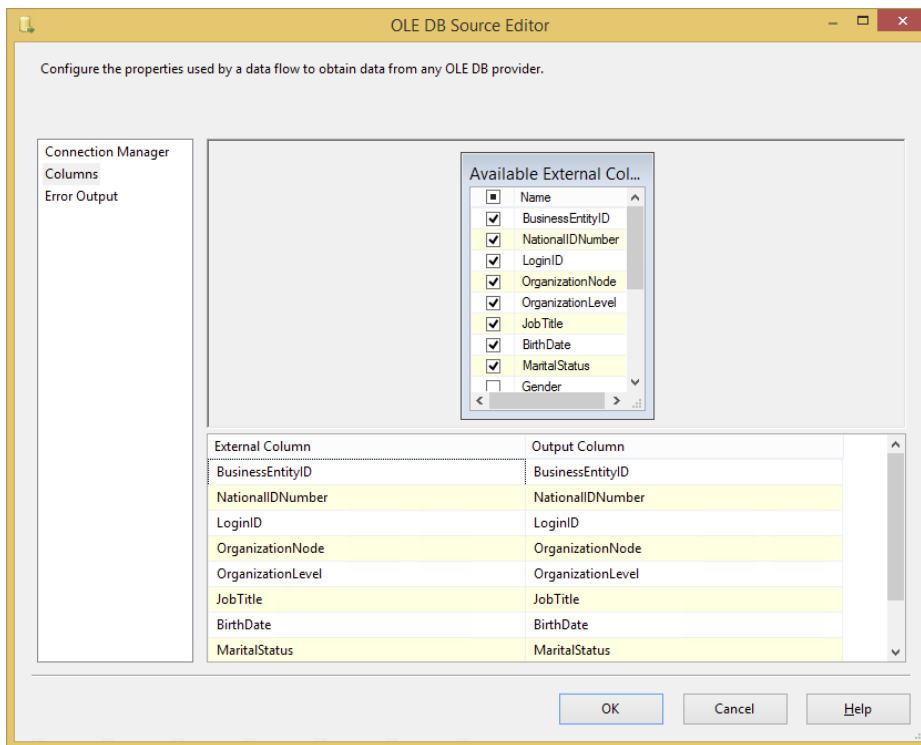 OLE DB Source Editor
Configure the properties used by a data flow to obtain data from any OLE DB provider.
Connection Manager
Columns
Error Output
Available External Col...
Name
BusinessEntityID
NationalIDNumber
LoginID
OrganizationNode
OrganizationLevel
JobTitle
BirthDate
MaritalStatus
Gender
External Column Output Column
BusinessEntityID BusinessEntityID
NationalIDNumber NationalIDNumber
LoginID LoginID
OrganizationNode OrganizationNode
OrganizationLevel OrganizationLevel
JobTitle JobTitle
BirthDate BirthDate
MaritalStatus MaritalStatus
OK Cancel Help